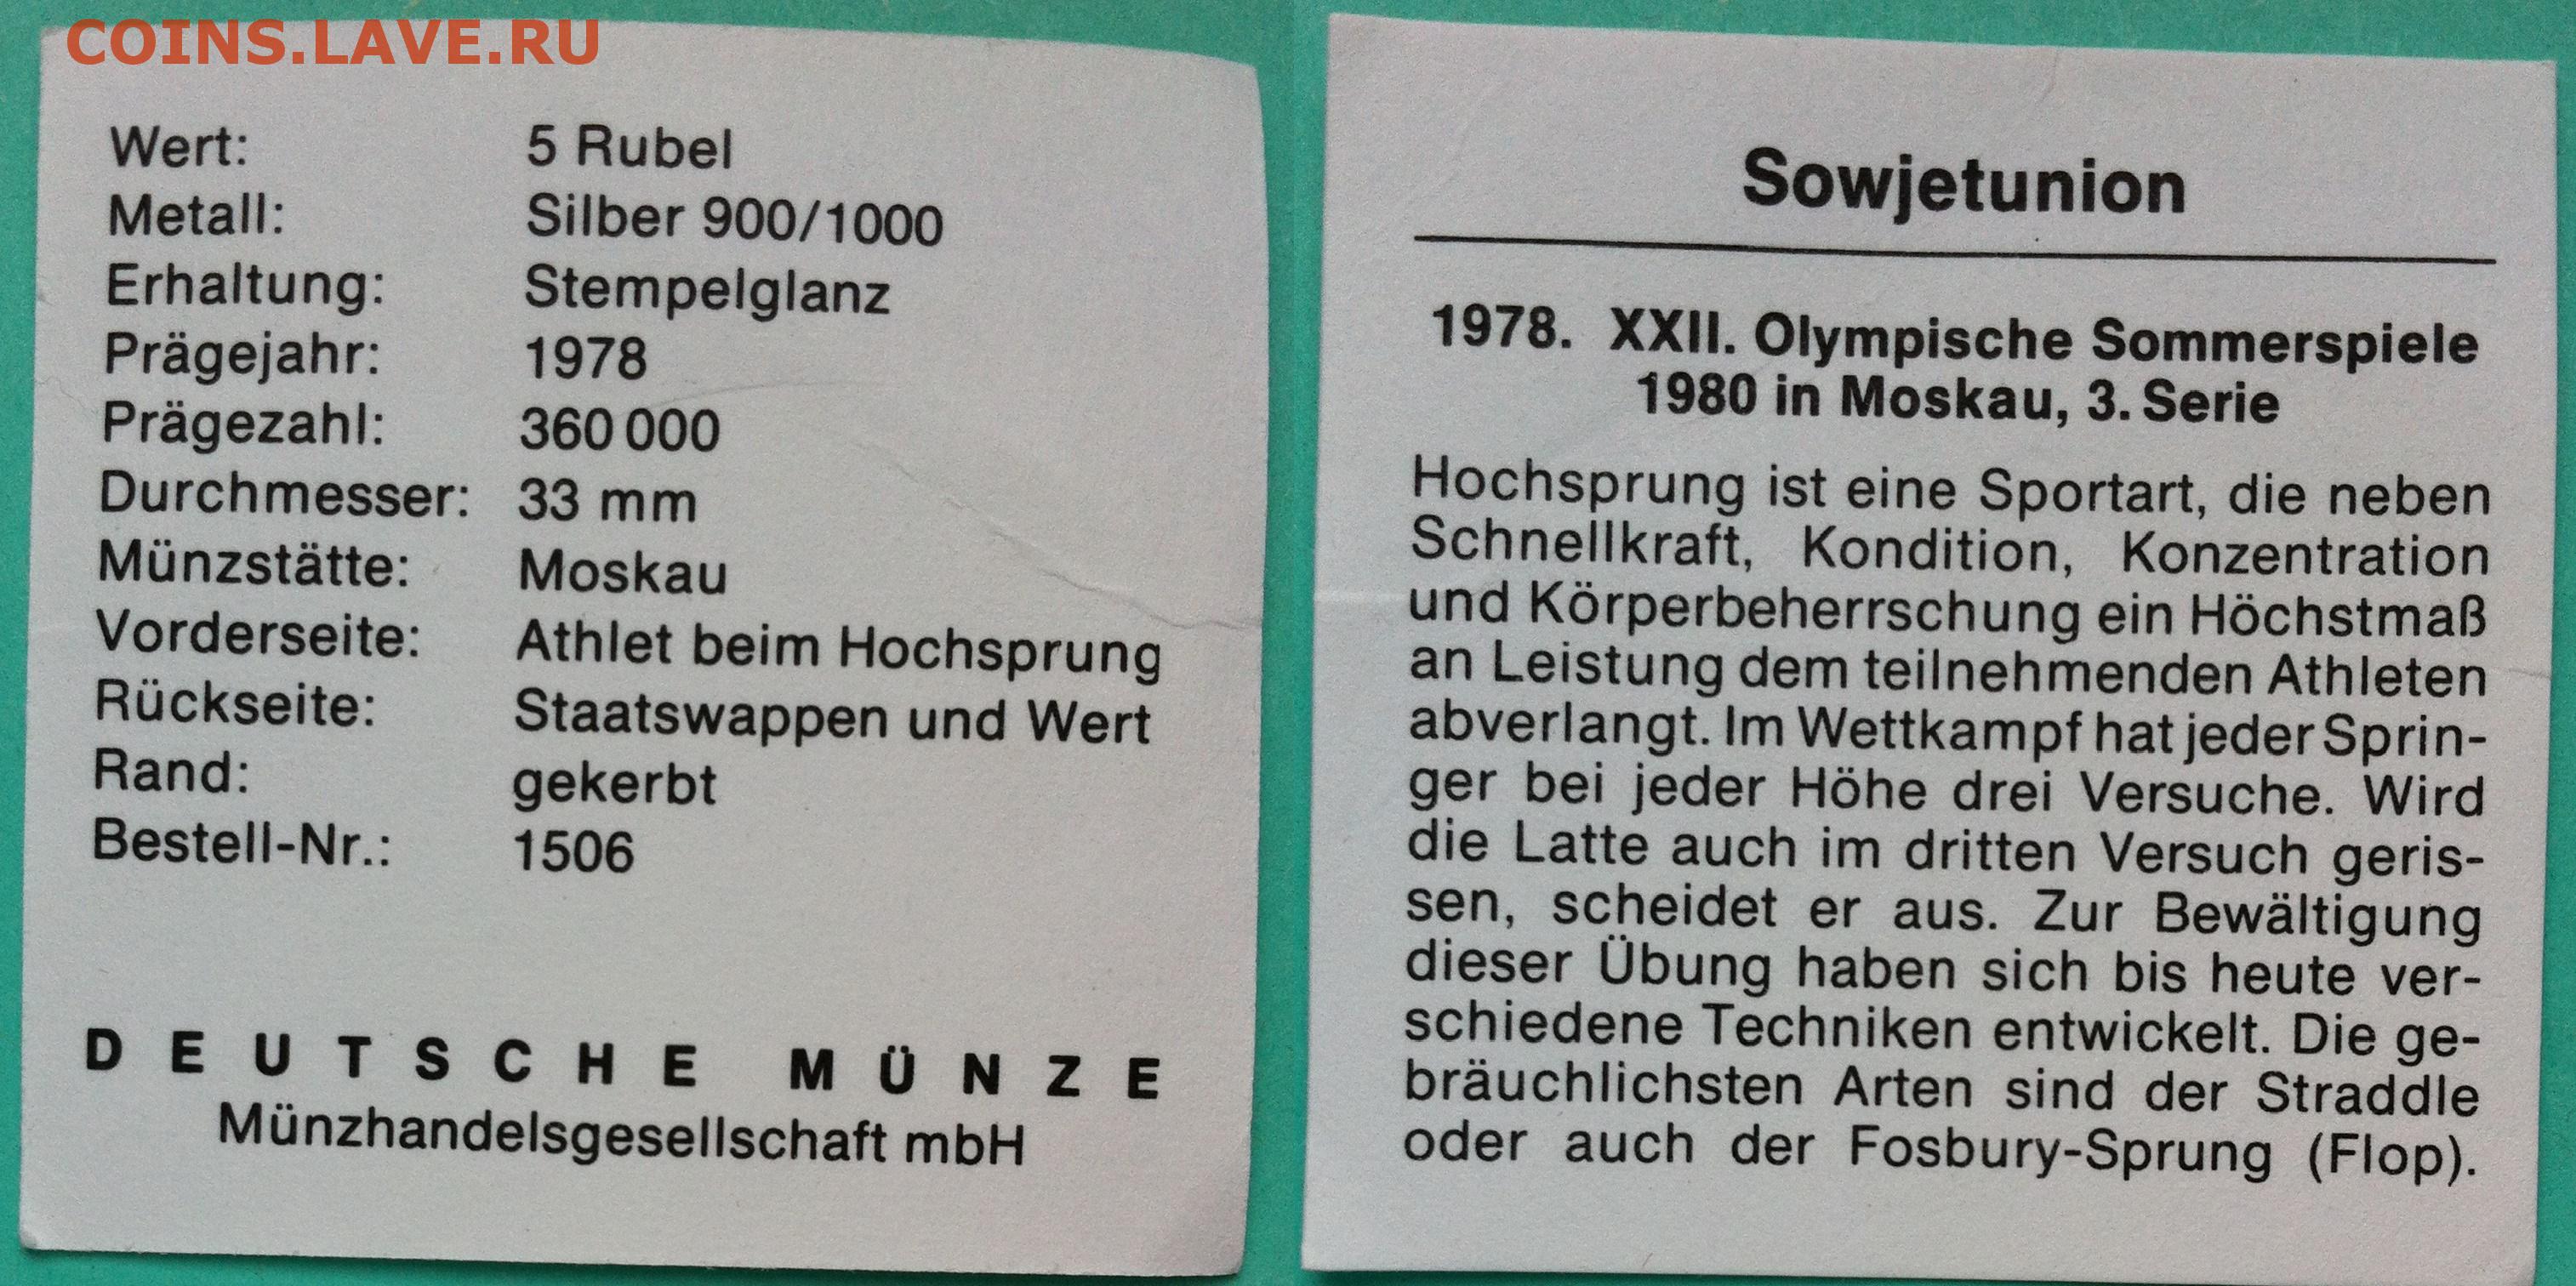 COINS.LAVE.RU
Wert: 5 Rubel
Metall: Silber 900/1000
Erhaltung: Stempelglanz
Prägejahr: 1978
Prägezahl: 360 000
Durchmesser: 33 mm
Münzstätte: Moskau
Vorderseite: Athlet beim Hochsprung
Rückseite: Staatswappen und Wert
Rand: gekerbt
Bestell-Nr.: 1506
DEUTSCHE MÜNZE
Münzhandelsgesellschaft mbH
Sowjetunion
1978. XXII. Olympische Sommerspiele
1980 in Moskau, 3. Serie
Hochsprung ist eine Sportart, die neben
Schnellkraft, Kondition, Konzentration
und Körperbeherrschung ein Höchstmaß
an Leistung dem teilnehmenden Athleten
abverlangt. Im Wettkampf hat jeder Sprin-
ger bei jeder Höhe drei Versuche. Wird
die Latte auch im dritten Versuch geris-
sen, scheidet er aus. Zur Bewältigung
dieser Übung haben sich bis heute ver-
schiedene Techniken entwickelt. Die ge-
bräuchlichsten Arten sind der Straddle
oder auch der Fosbury-Sprung (Flop).